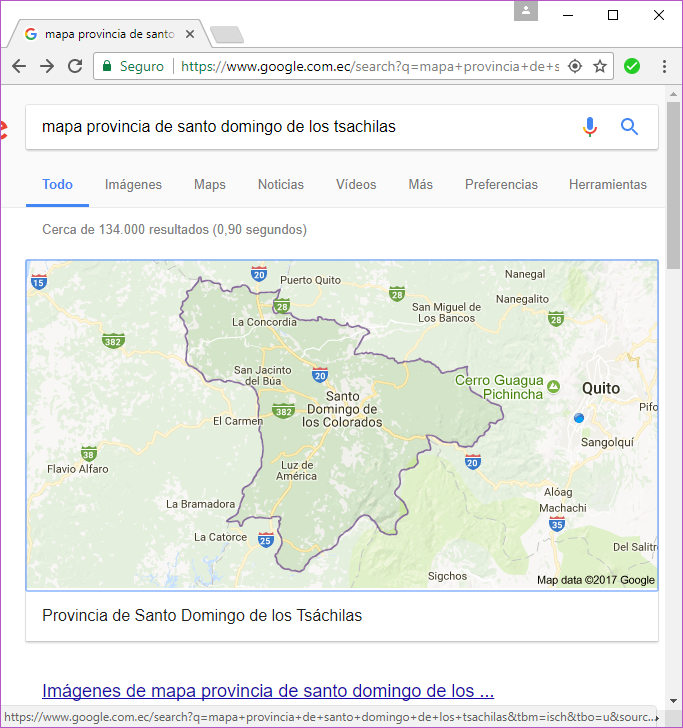 mapa provincia de santo
Seguro
https://www.google.com.ec/search?q=mapa+provincia+de+s
e
mapa provincia de santo domingo de los tsachilas
Todo Imágenes Maps Noticias Vídeos Más Preferencias Herramientas
Cerca de 134.000 resultados (0,90 segundos)
15
20
Puerto Quito
Nanegal
28
28
Nanegalito
San Miguel de
Los Bancos
28
La Concordia
382
San Jacinto
del Búa
20
Cerro Guagua
Pichincha
Quito
Santo
Domingo de
los Colorados
382
Pifo
El Carmen
Sangolquí
38
Flavio Alfaro
Luz de
América
20
Alóag
Machachi
La Bramadora
35
La Catorce
25
Del Salitre
Sigchos
Map data ©2017 Google
Provincia de Santo Domingo de los Tsáchilas
Imágenes de mapa provincia de santo domingo de los ...
https://www.google.com.ec/search?q=mapa+provincia+de+santo+domingo+de+los+tsachilas&tbm=isch&tbo=u&sourc...